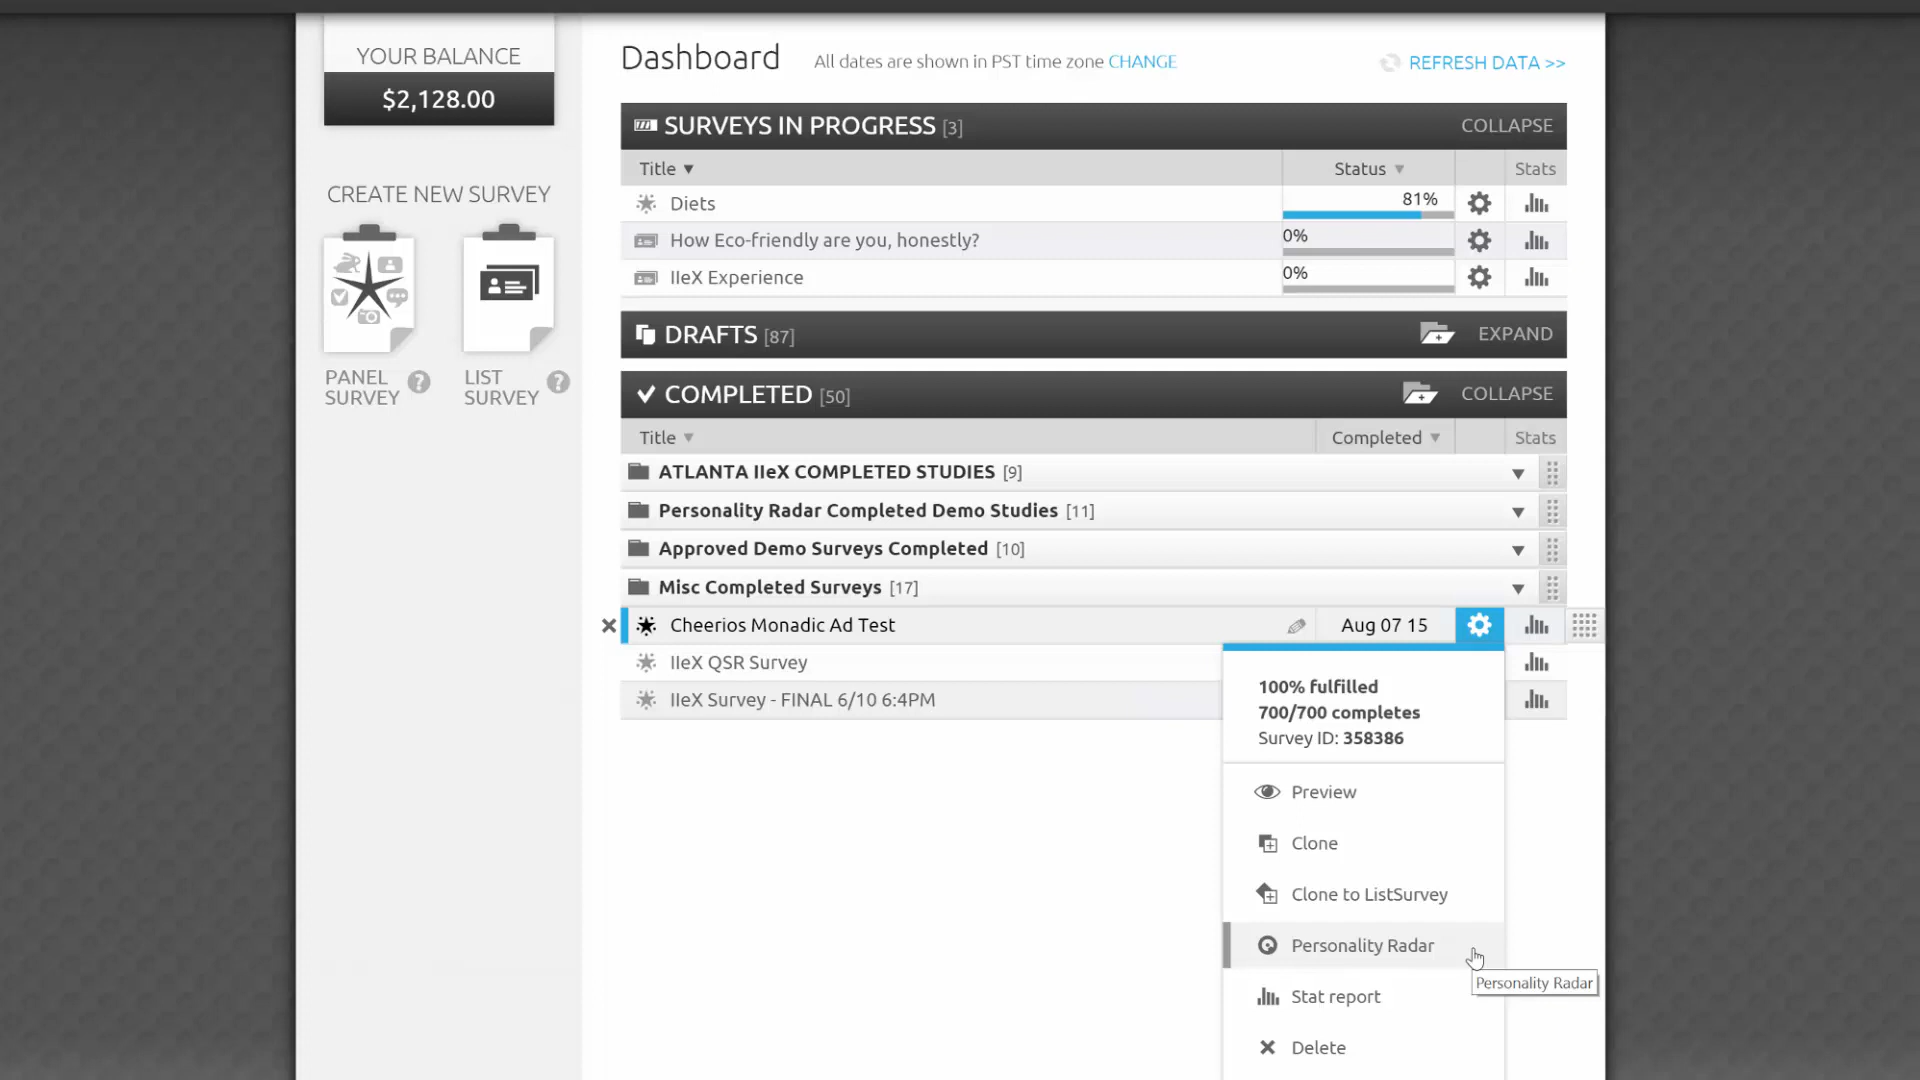 YOUR BALANCE
$2,128.00
CREATE NEW SURVEY
PANEL SURVEY ?
LIST SURVEY ?
Dashboard All dates are shown in PST time zone CHANGE REFRESH DATA >>
SURVEYS IN PROGRESS [3] COLLAPSE
Title ▼ Status ▼ Stats
Diets 81%
How Eco-friendly are you, honestly? 0%
IIeX Experience 0%
DRAFTS [87] EXPAND
COMPLETED [50] COLLAPSE
Title ▼ Completed ▼ Stats
ATLANTA IIeX COMPLETED STUDIES [9]
Personality Radar Completed Demo Studies [11]
Approved Demo Surveys Completed [10]
Misc Completed Surveys [17]
Cheerios Monadic Ad Test Aug 07 15
IIeX QSR Survey
IIeX Survey - FINAL 6/10 6:4PM
100% fulfilled
700/700 completes
Survey ID: 358386
Preview
Clone
Clone to ListSurvey
Personality Radar
Personality Radar
Stat report
Delete